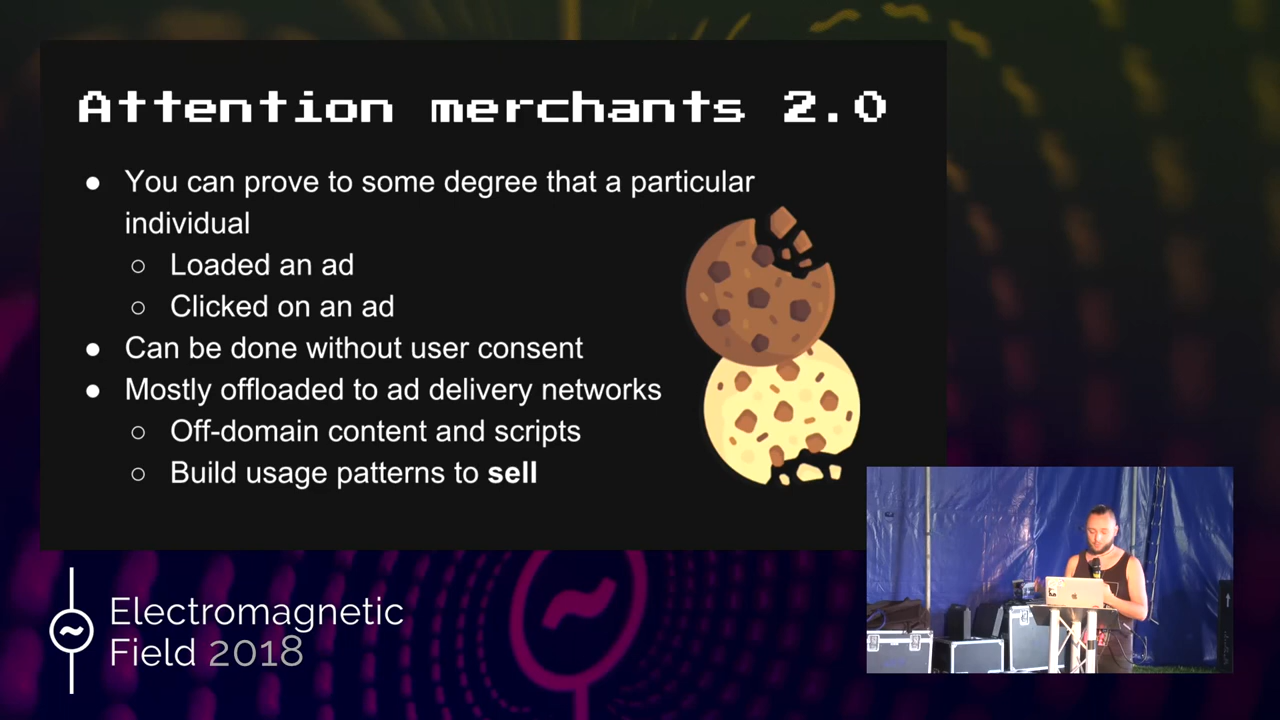 Attention merchants 2.0
● You can prove to some degree that a particular
individual
○ Loaded an ad
○ Clicked on an ad
● Can be done without user consent
● Mostly offloaded to ad delivery networks
○ Off-domain content and scripts
○ Build usage patterns to sell
Electromagnetic
Field 2018